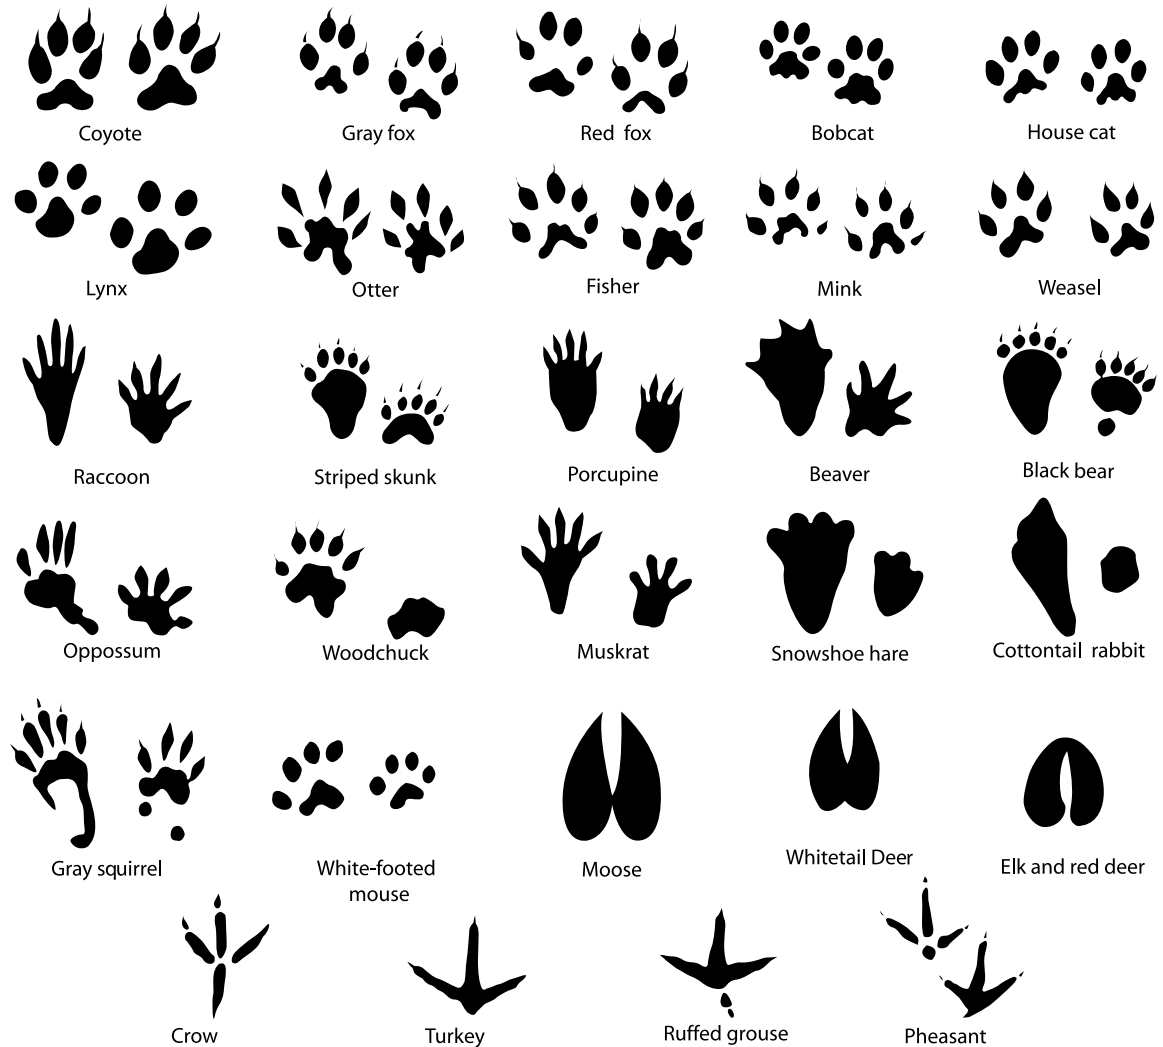 Coyote
Gray fox
Red fox
Bobcat
House cat
Lynx
Otter
Fisher
Mink
Weasel
Raccoon
Striped skunk
Porcupine
Beaver
Black bear
Oppossum
Woodchuck
Muskrat
Snowshoe hare
Cottontail rabbit
Gray squirrel
White-footed
mouse
Moose
Whitetail Deer
Elk and red deer
Crow
Turkey
Ruffed grouse
Pheasant